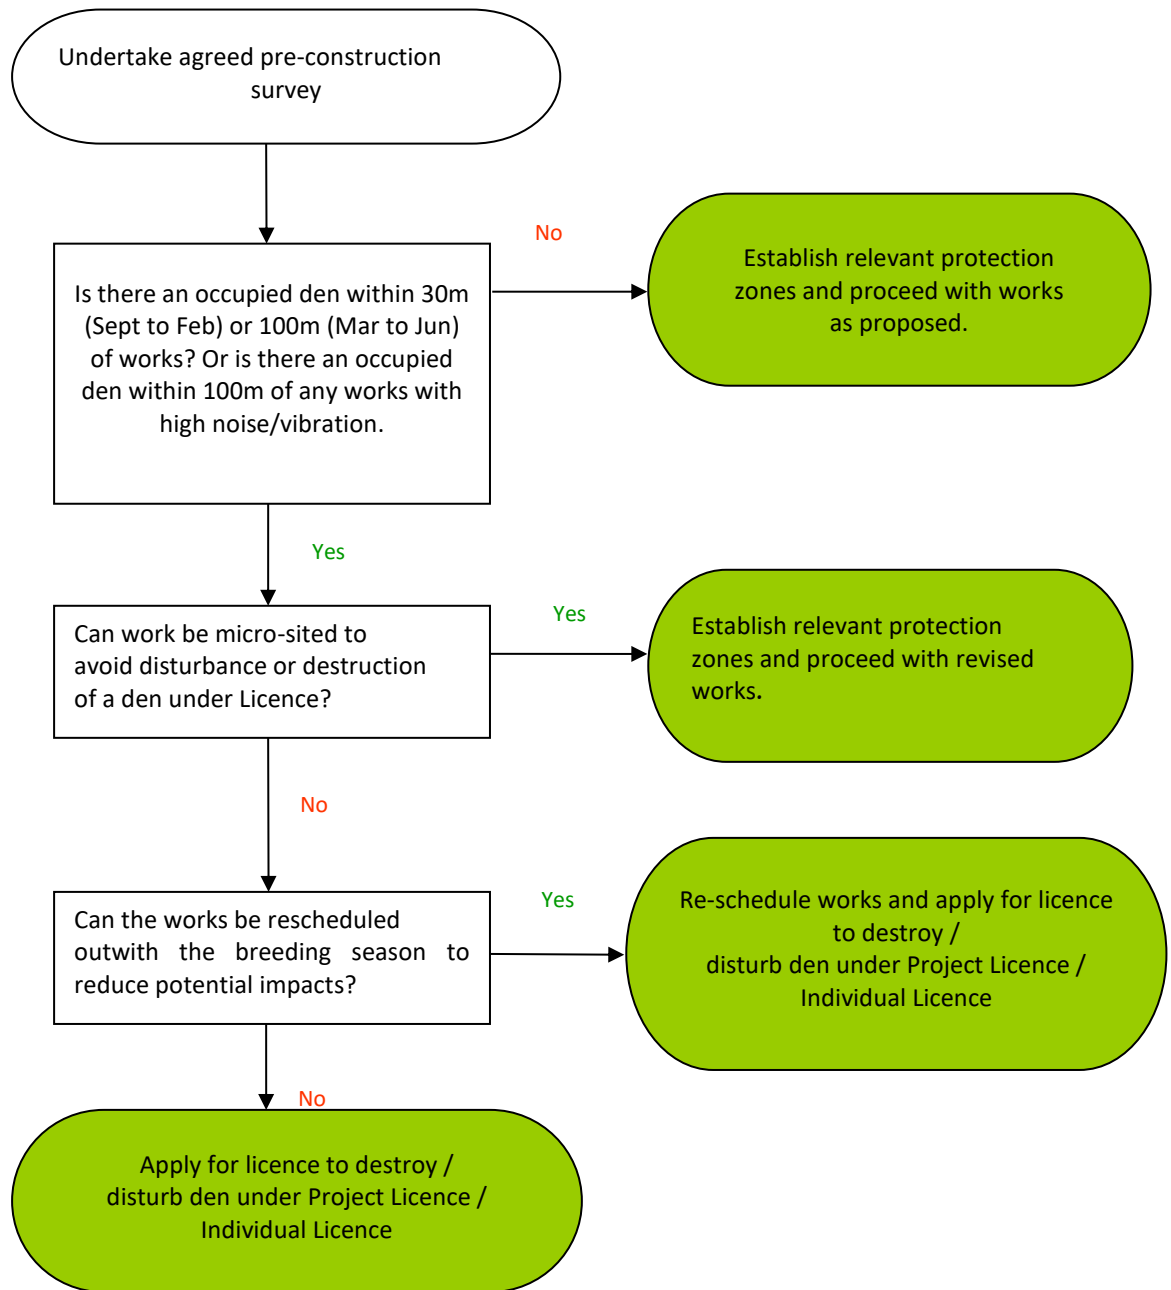 Undertake agreed pre-construction
survey
No
Establish relevant protection
zones and proceed with works
as proposed.
Is there an occupied den within 30m
(Sept to Feb) or 100m (Mar to Jun)
of works? Or is there an occupied
den within 100m of any works with
high noise/vibration.
Yes
Can work be micro-sited to
avoid disturbance or destruction
of a den under Licence?
Yes
Establish relevant protection
zones and proceed with revised
works.
No
Can the works be rescheduled
outwith the breeding season to
reduce potential impacts?
Yes
Re-schedule works and apply for licence
to destroy /
disturb den under Project Licence /
Individual Licence
No
Apply for licence to destroy /
disturb den under Project Licence /
Individual Licence